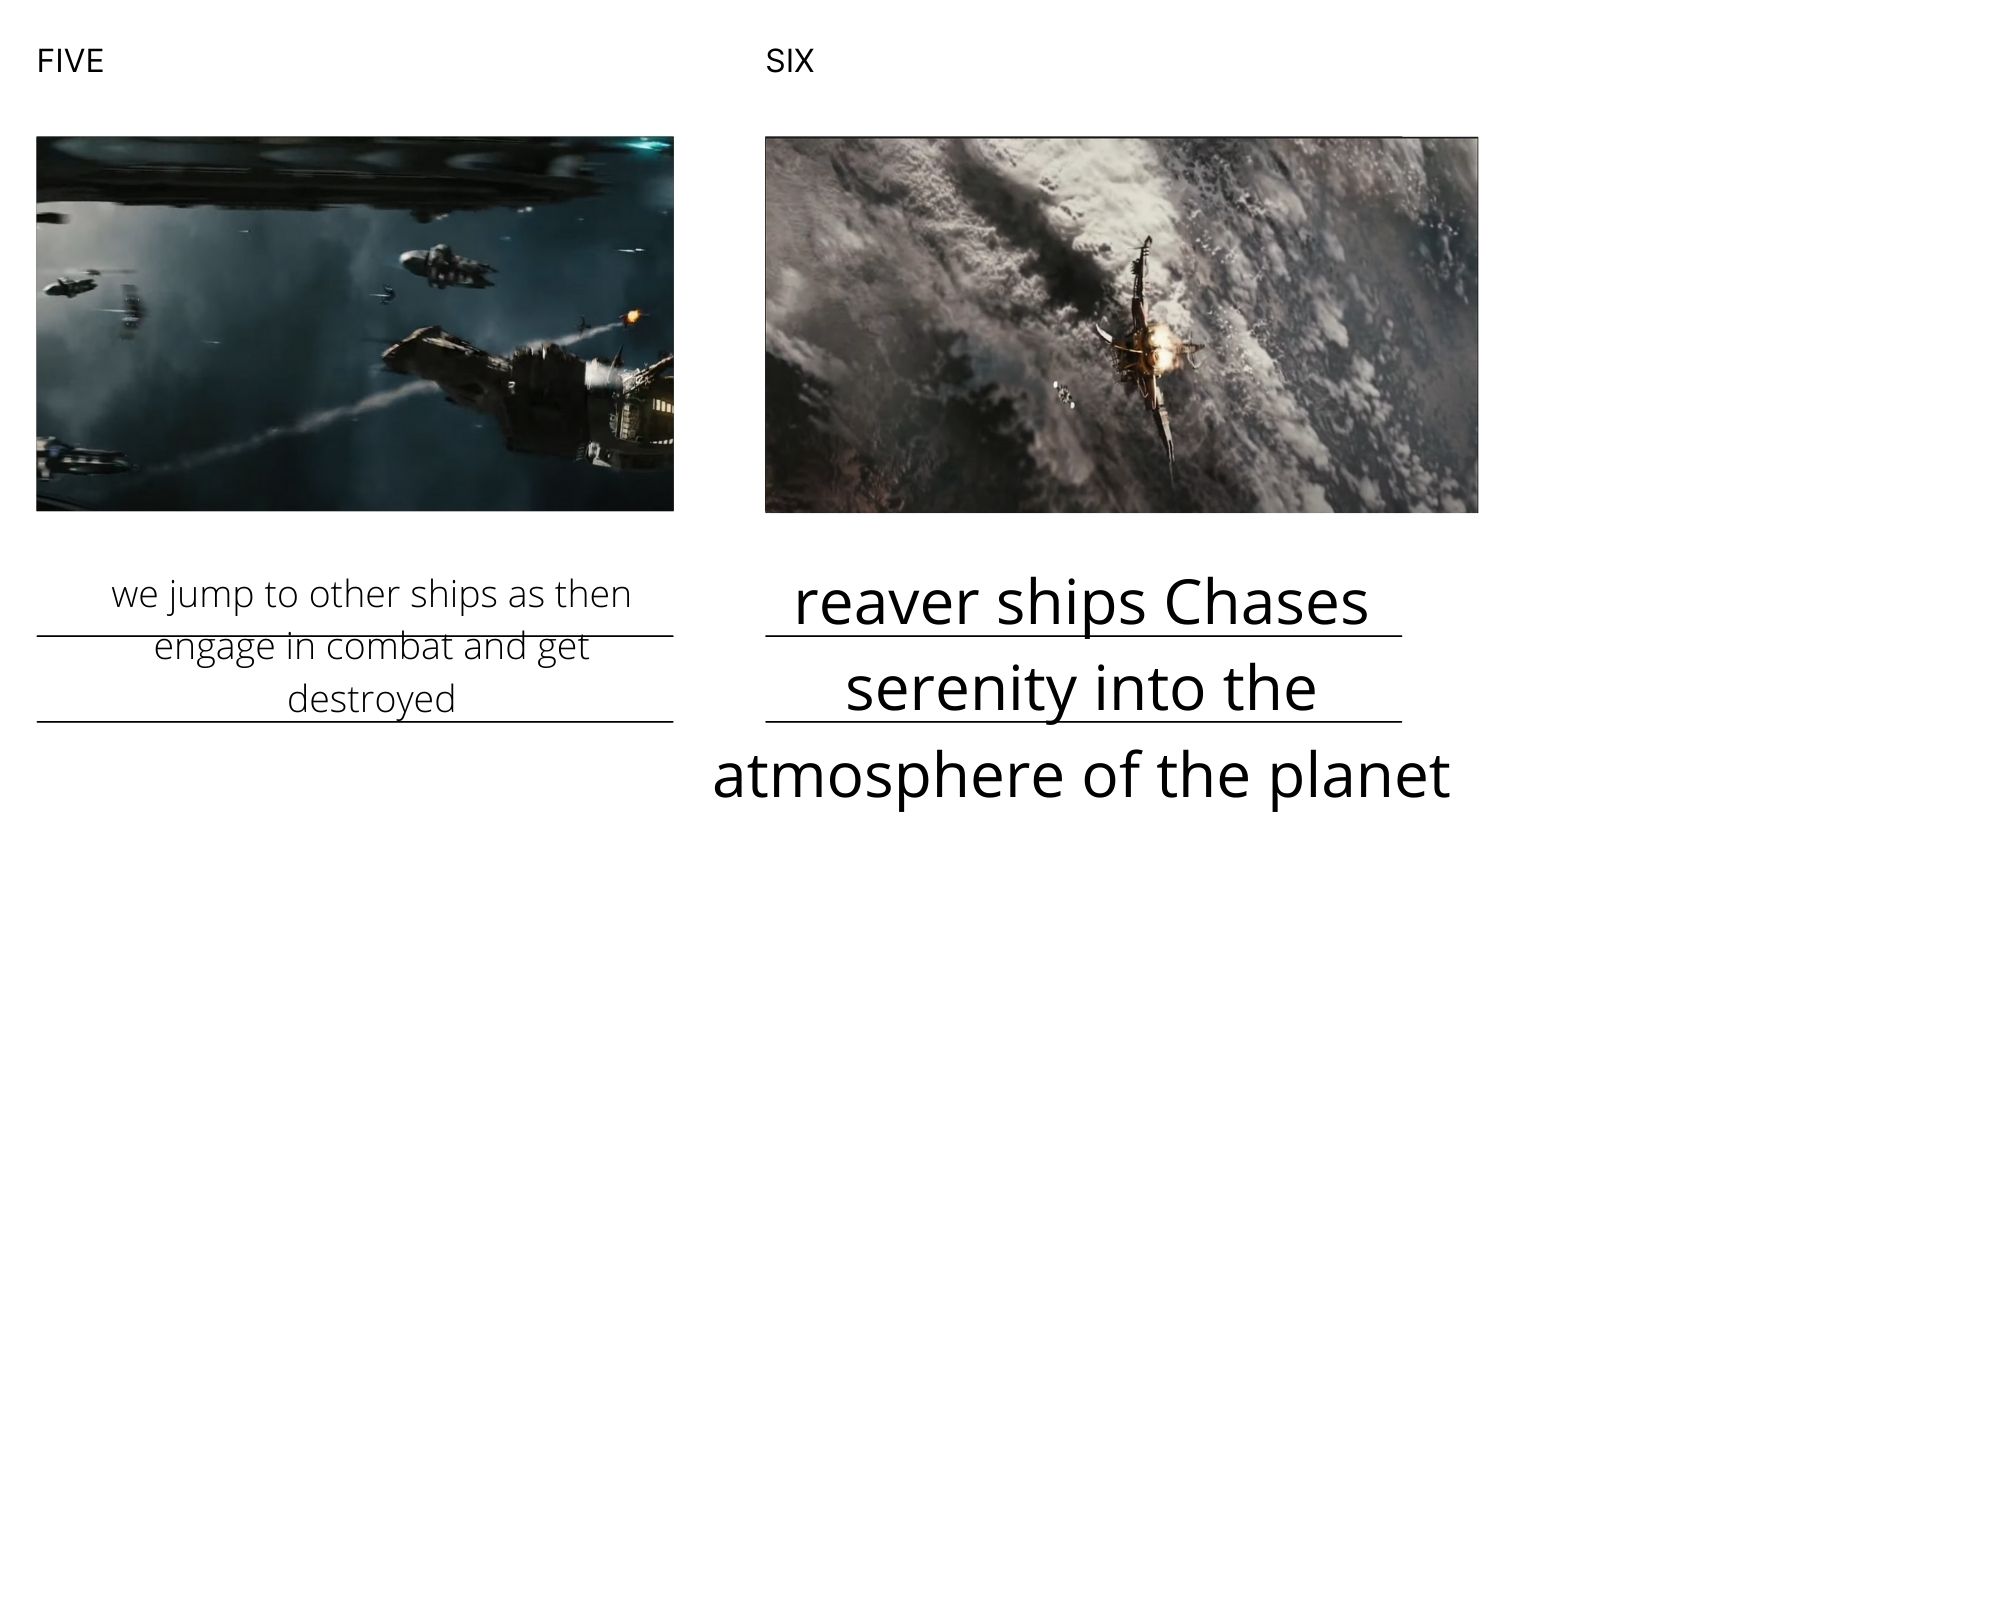 FIVE
we jump to other ships as then
engage in combat and get
destroyed
SIX
reaver ships Chases
serenity into the
atmosphere of the planet